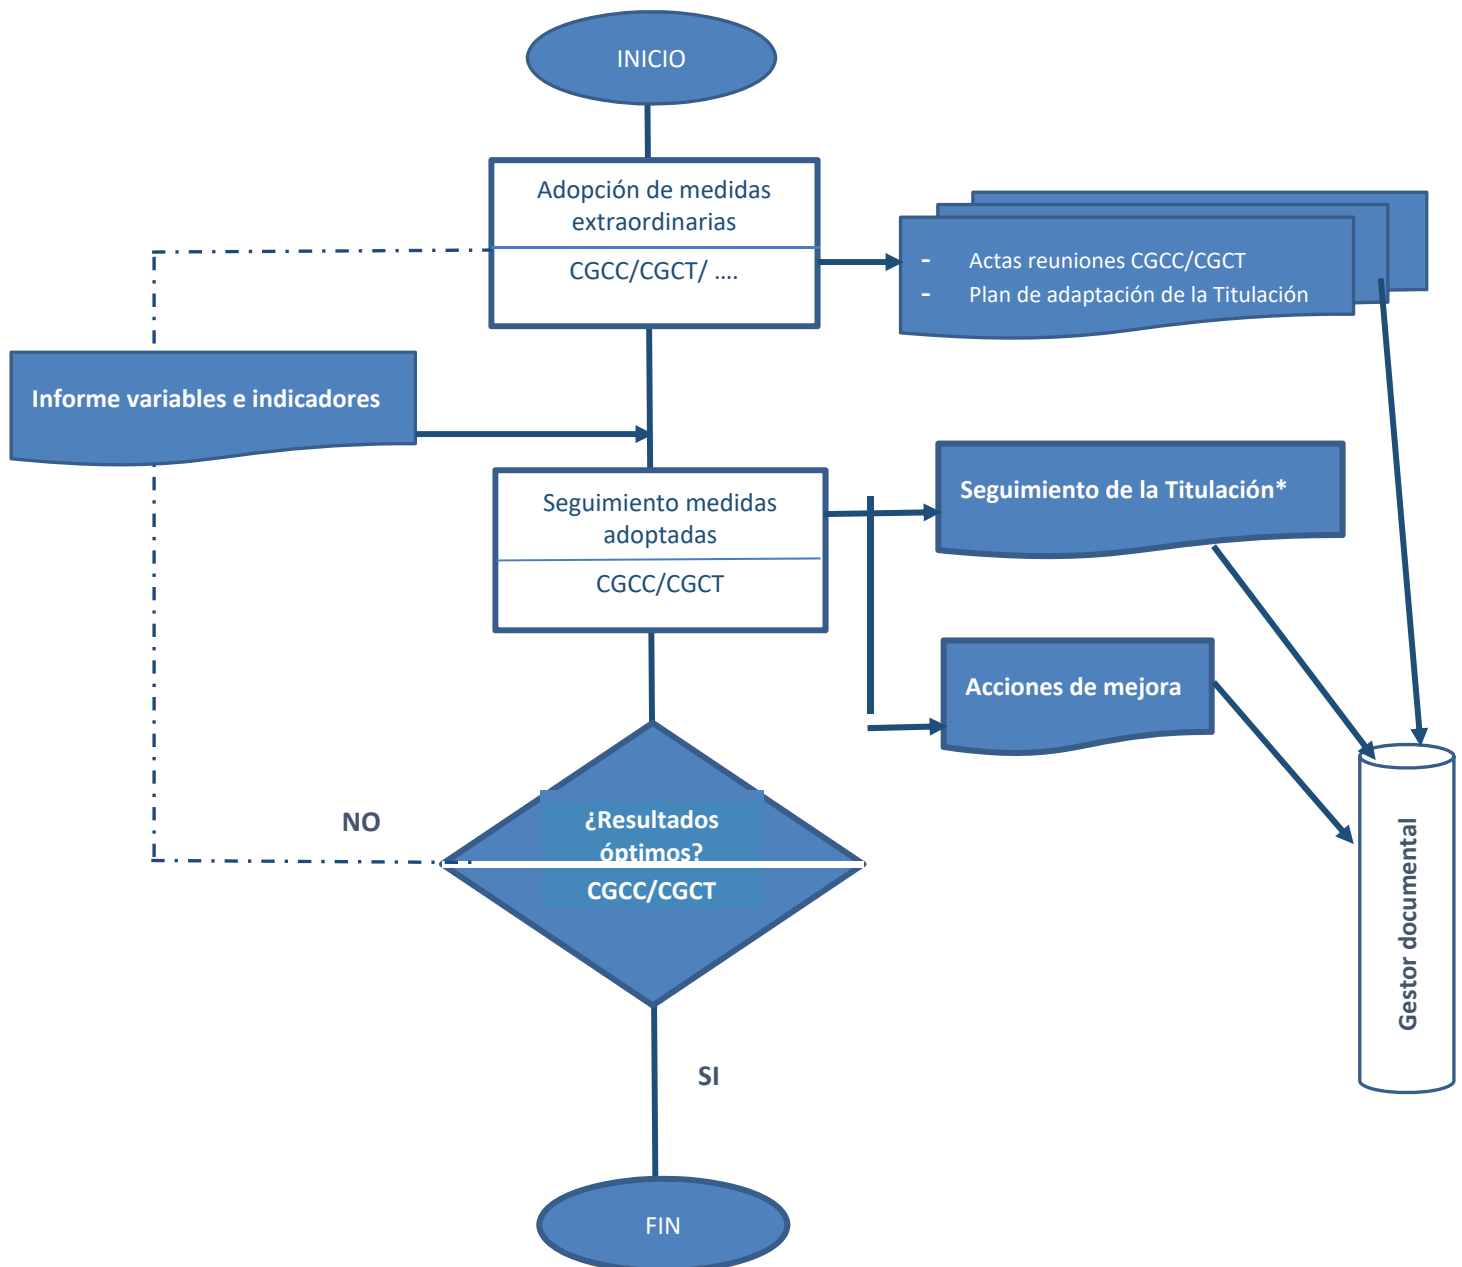 INICIO
Adopción de medidas
extraordinarias
CGCC/CGCT/ ....
- Actas reuniones CGCC/CGCT
- Plan de adaptación de la Titulación
Informe variables e indicadores
Seguimiento medidas
adoptadas
CGCC/CGCT
Seguimiento de la Titulación*
Acciones de mejora
NO
¿Resultados
óptimos?
CGCC/CGCT
Gestor documental
SI
FIN